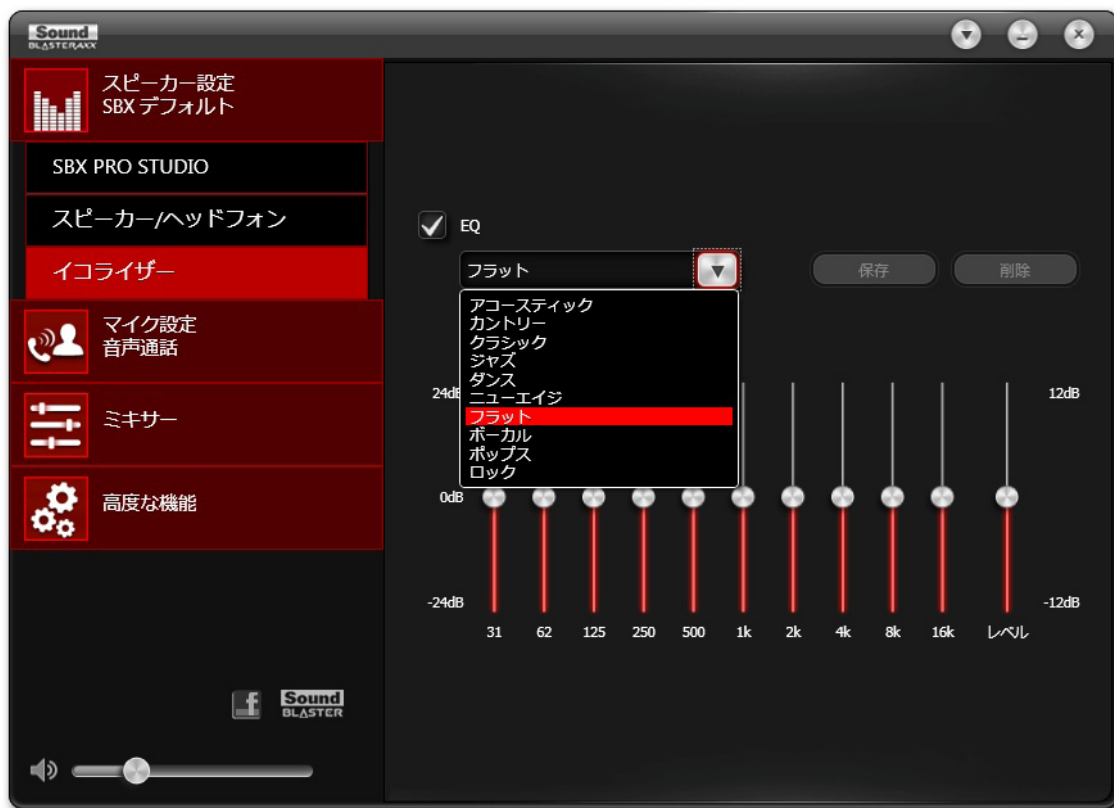 Sound
BLASTERAXX
スピーカー設定
SBX デフォルト
SBX PRO STUDIO
スピーカー/ヘッドフォン
イコライザー
マイク設定
音声通話
ミキサー
高度な機能
EQ
フラット
保存
削除
アコースティック
カントリー
クラシック
ジャズ
ダンス
ニューエイジ
フラット
ボーカル
ポップス
ロック
24dB
12dB
0dB
-24dB
-12dB
31 62 125 250 500 1k 2k 4k 8k 16k レベル
f
Sound
BLASTER